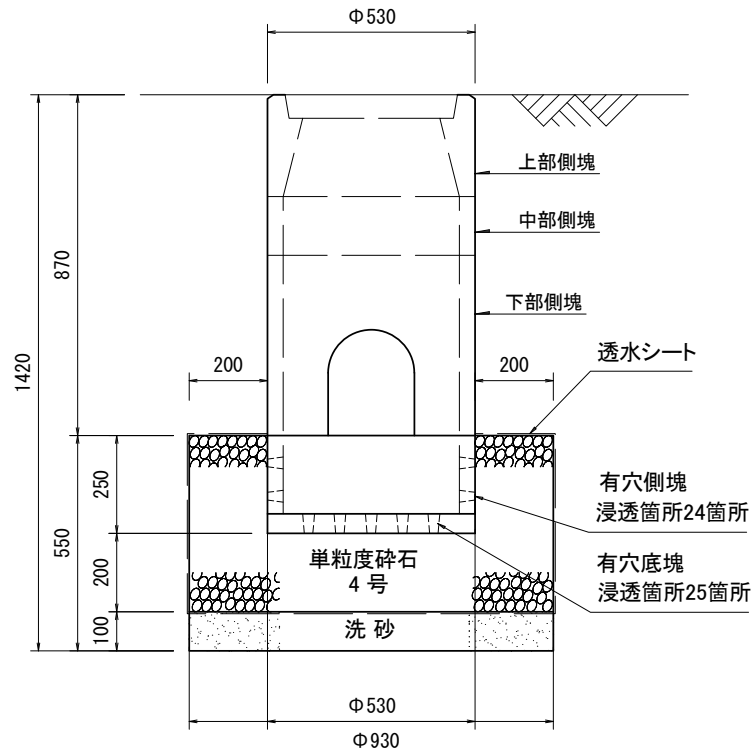 Φ530
上部側塊
中部側塊
870
下部側塊
1420
透水シート
200
200
250
有穴側塊
浸透箇所24箇所
550
単粒度砕石
4号
有穴底塊
浸透箇所25箇所
200
100
洗砂
Φ530
Φ930